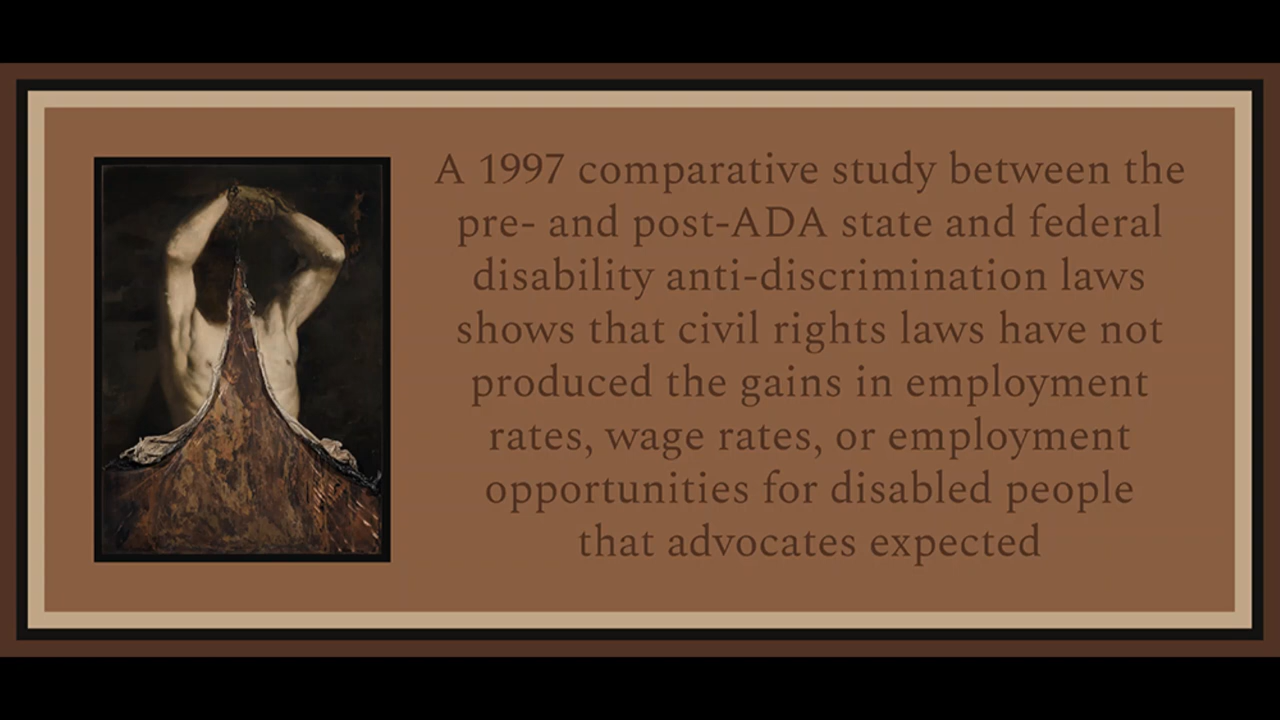 A 1997 comparative study between the
pre- and post-ADA state and federal
disability anti-discrimination laws
shows that civil rights laws have not
produced the gains in employment
rates, wage rates, or employment
opportunities for disabled people
that advocates expected